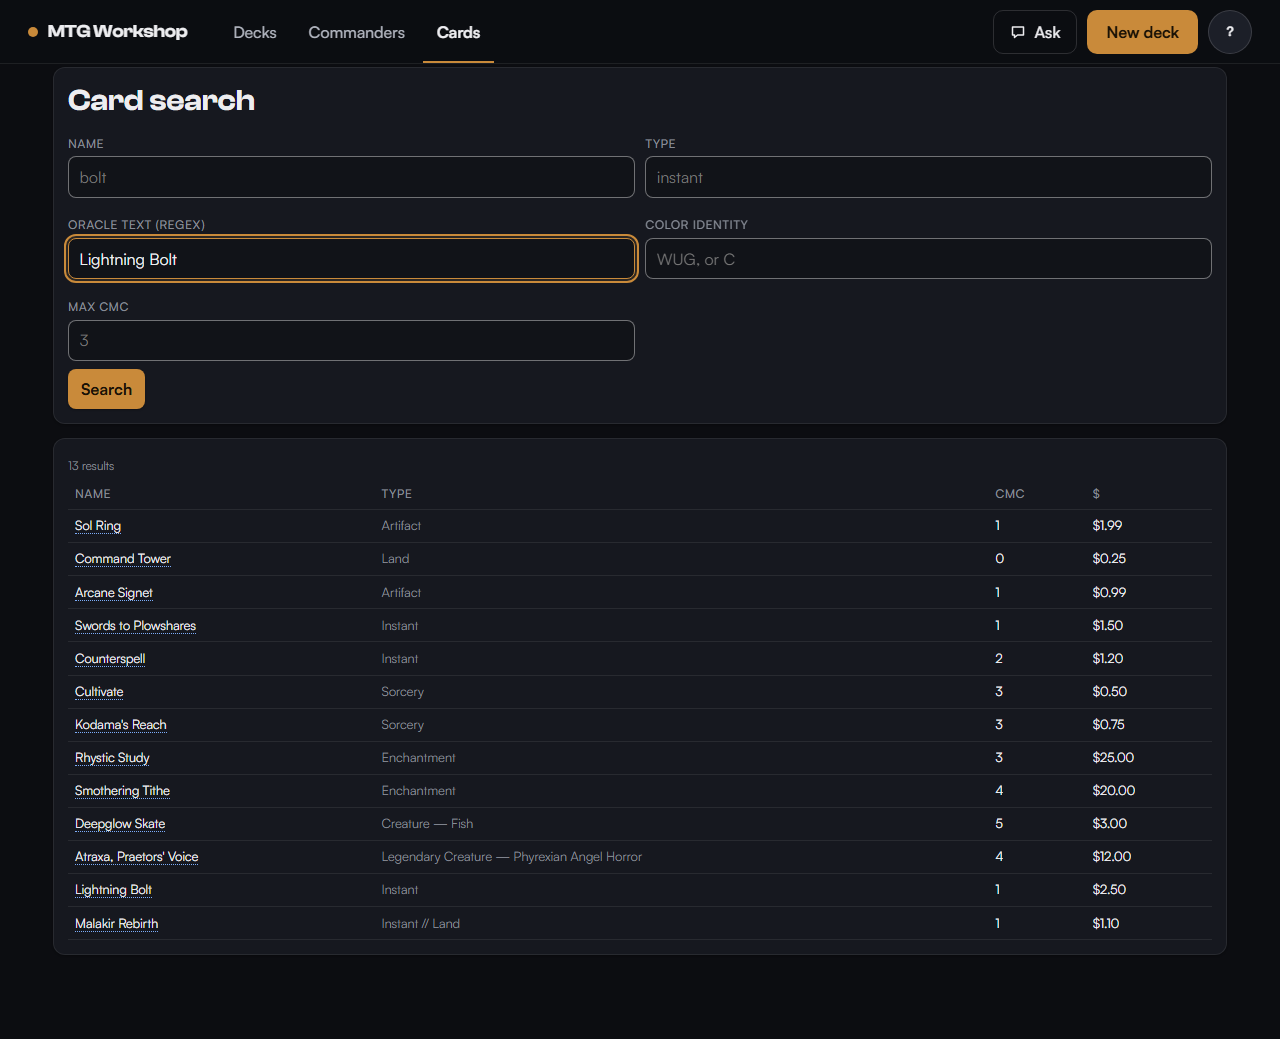 MTG Workshop Decks Commanders Cards Ask New deck ?
Card search
NAME TYPE
bolt instant
ORACLE TEXT (REGEX) COLOR IDENTITY
Lightning Bolt WUG, or C
MAX CMC
3
Search
13 results
NAME TYPE CMC $
Sol Ring Artifact 1 $1.99
Command Tower Land 0 $0.25
Arcane Signet Artifact 1 $0.99
Swords to Plowshares Instant 1 $1.50
Counterspell Instant 2 $1.20
Cultivate Sorcery 3 $0.50
Kodama's Reach Sorcery 3 $0.75
Rhystic Study Enchantment 3 $25.00
Smothering Tithe Enchantment 4 $20.00
Deepglow Skate Creature — Fish 5 $3.00
Atraxa, Praetors' Voice Legendary Creature — Phyrexian Angel Horror 4 $12.00
Lightning Bolt Instant 1 $2.50
Malakir Rebirth Instant // Land 1 $1.10